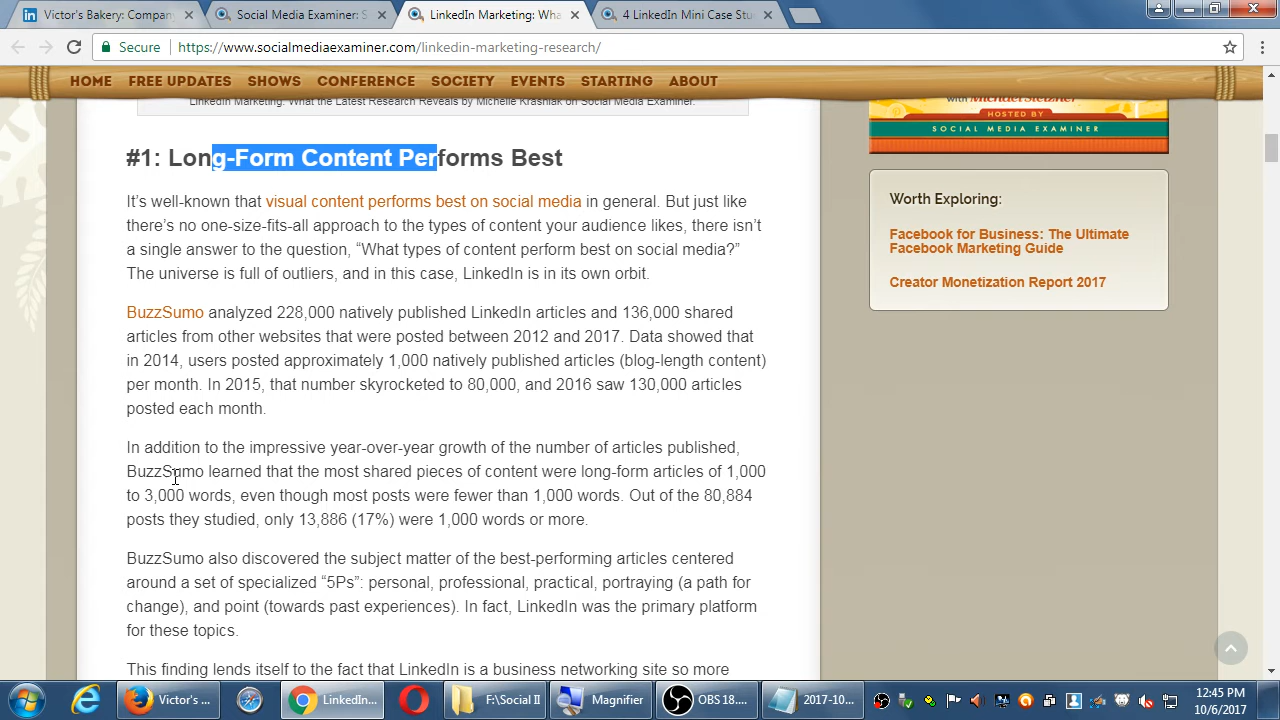 Victor's Bakery: Company
Social Media Examiner: S
LinkedIn Marketing: Wha
4 LinkedIn Mini Case Stu
Secure https://www.socialmediaexaminer.com/linkedin-marketing-research/
HOME FREE UPDATES SHOWS CONFERENCE SOCIETY EVENTS STARTING ABOUT
LinkedIn Marketing: What the Latest Research Reveals by Michelle Krasniak on Social Media Examiner.
#1: Long-Form Content Performs Best
It's well-known that visual content performs best on social media in general. But just like
there's no one-size-fits-all approach to the types of content your audience likes, there isn't
a single answer to the question, “What types of content perform best on social media?”
The universe is full of outliers, and in this case, LinkedIn is in its own orbit.
BuzzSumo analyzed 228,000 natively published LinkedIn articles and 136,000 shared
articles from other websites that were posted between 2012 and 2017. Data showed that
in 2014, users posted approximately 1,000 natively published articles (blog-length content)
per month. In 2015, that number skyrocketed to 80,000, and 2016 saw 130,000 articles
posted each month.
In addition to the impressive year-over-year growth of the number of articles published,
BuzzSumo learned that the most shared pieces of content were long-form articles of 1,000
to 3,000 words, even though most posts were fewer than 1,000 words. Out of the 80,884
posts they studied, only 13,886 (17%) were 1,000 words or more.
BuzzSumo also discovered the subject matter of the best-performing articles centered
around a set of specialized “5Ps”: personal, professional, practical, portraying (a path for
change), and point (towards past experiences). In fact, LinkedIn was the primary platform
for these topics.
This finding lends itself to the fact that LinkedIn is a business networking site so more
with Michael Stelzner
HOSTED BY
SOCIAL MEDIA EXAMINER
Worth Exploring:
Facebook for Business: The Ultimate
Facebook Marketing Guide
Creator Monetization Report 2017
Victor's ...
LinkedIn...
F:\Social II
Magnifier
OBS 18....
2017-10...
12:45 PM
10/6/2017